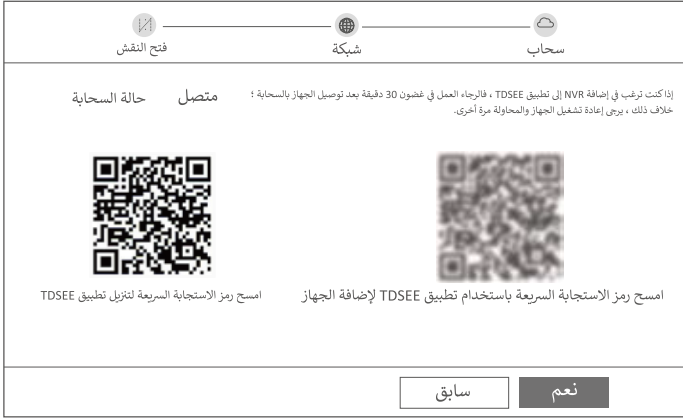 سحاب
شبكة
فتح النقش
إذا كنت ترغب في إضافة NVR إلى تطبيق TDSEE ، فالرجاء العمل في غضون 30 دقيقة بعد توصيل الجهاز بالسحابة ؛
خلاف ذلك ، يرجى إعادة تشغيل الجهاز والمحاولة مرة أخرى.
متصل حالة السحابة
امسح رمز الاستجابة السريعة باستخدام تطبيق TDSEE لإضافة الجهاز
امسح رمز الاستجابة السريعة لتنزيل تطبيق TDSEE
نعم
سابق